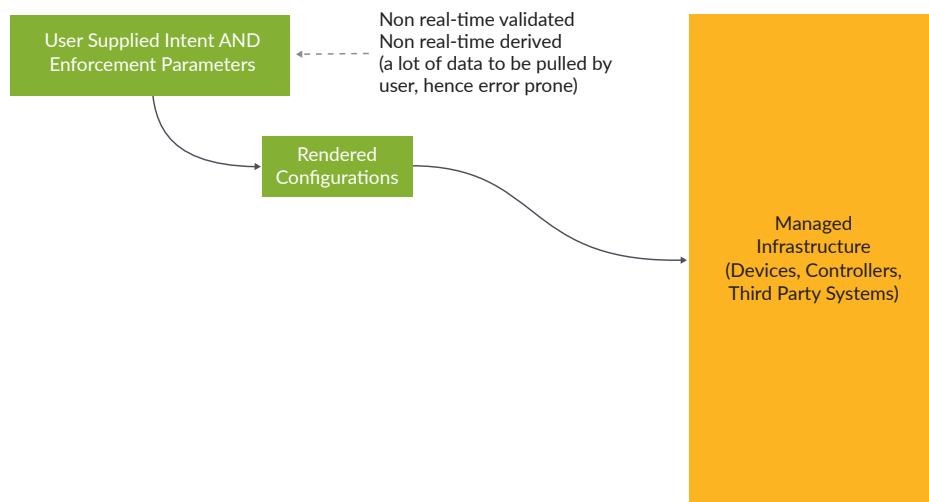 User Supplied Intent AND
Enforcement Parameters
Non real-time validated
Non real-time derived
(a lot of data to be pulled by
user, hence error prone)
Rendered
Configurations
Managed
Infrastructure
(Devices, Controllers,
Third Party Systems)